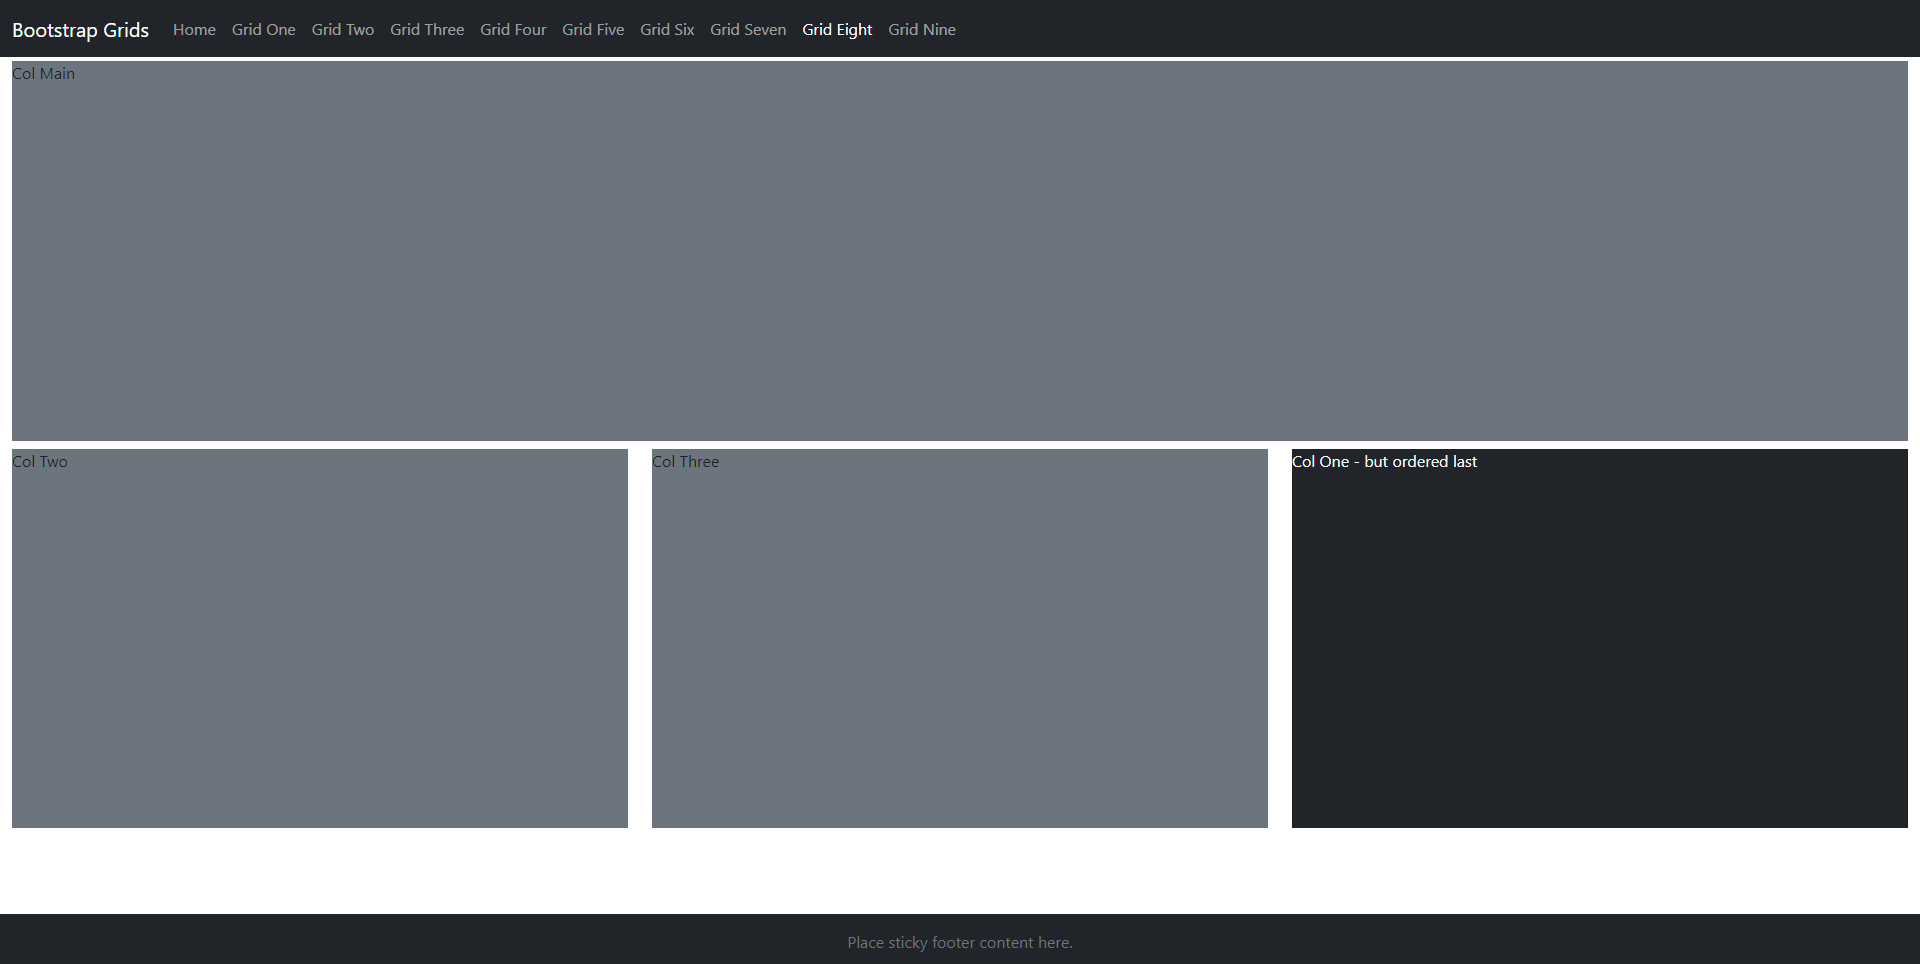 Bootstrap Grids Home Grid One Grid Two Grid Three Grid Four Grid Five Grid Six Grid Seven Grid Eight Grid Nine
Col Main
Col Two
Col Three
Col One - but ordered last
Place sticky footer content here.